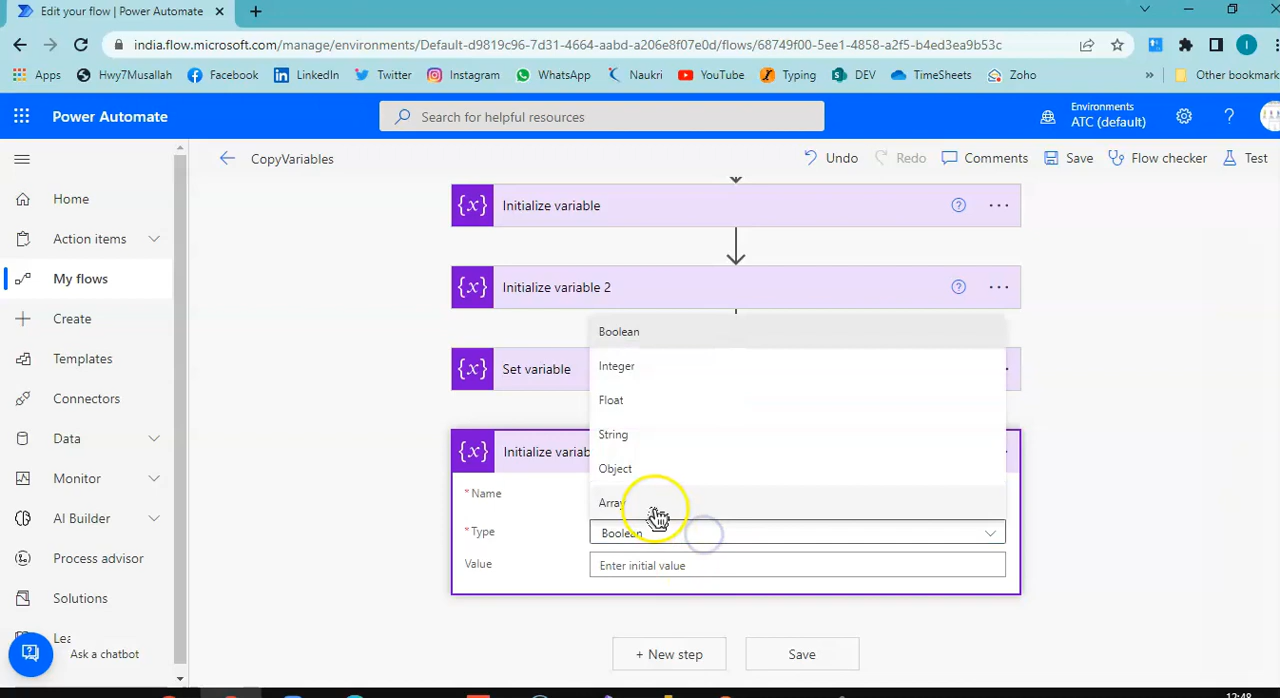 Edit your flow | Power Automate
india.flow.microsoft.com/manage/environments/Default-d9819c96-7d31-4664-aabd-a206e8f07e0d/flows/68749f00-5ee1-4858-a2f5-b4ed3ea9b53c
Apps Hwy7Musallah Facebook LinkedIn Twitter Instagram WhatsApp Naukri YouTube Typing DEV TimeSheets Zoho » Other bookmark
Power Automate
Search for helpful resources
Environments
ATC (default)
CopyVariables
Undo Redo Comments Save Flow checker Test
Home
Action items
My flows
Create
Templates
Connectors
Data
Monitor
AI Builder
Process advisor
Solutions
Lea
Ask a chatbot
{x} Initialize variable
{x} Initialize variable 2
{x} Set variable
{x} Initialize variab
Boolean
Integer
Float
String
Object
Array
*Name
*Type Boolean
Value Enter initial value
+ New step Save
12:48